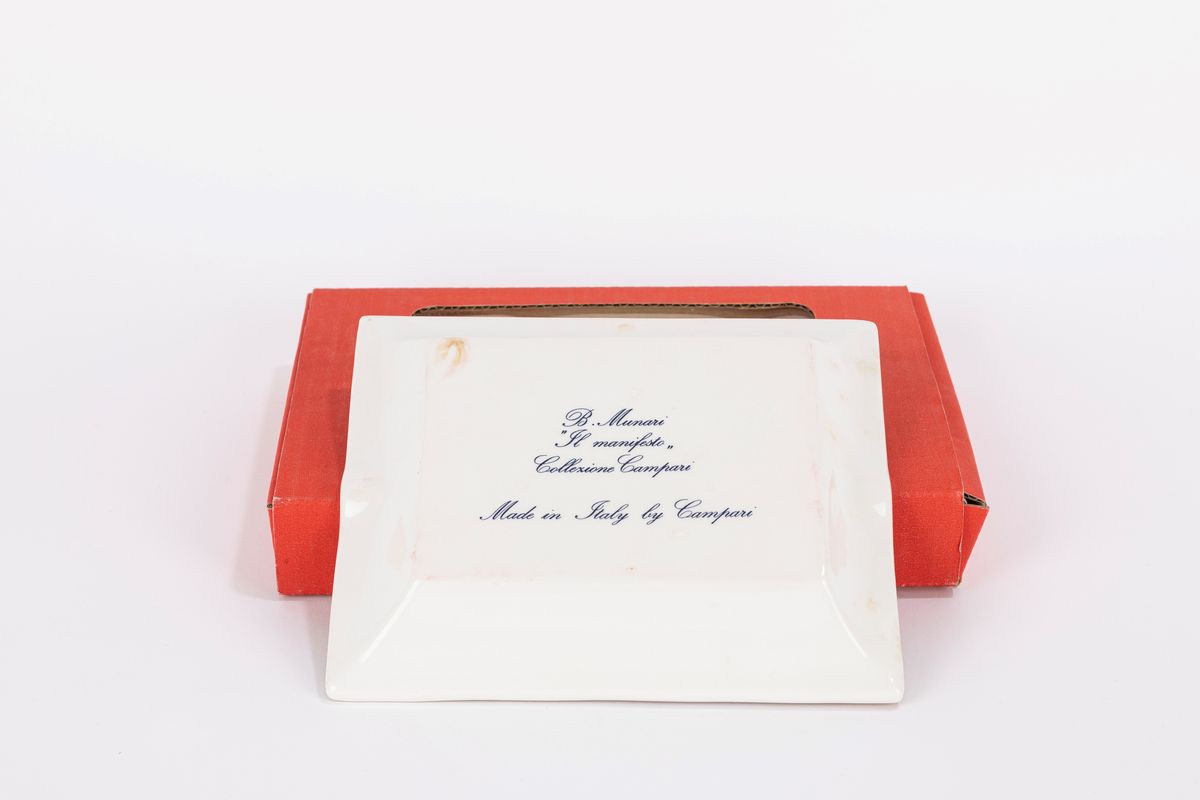 B. Munari
"Il manifesto„
Collezione Campari
Made in Italy by Campari